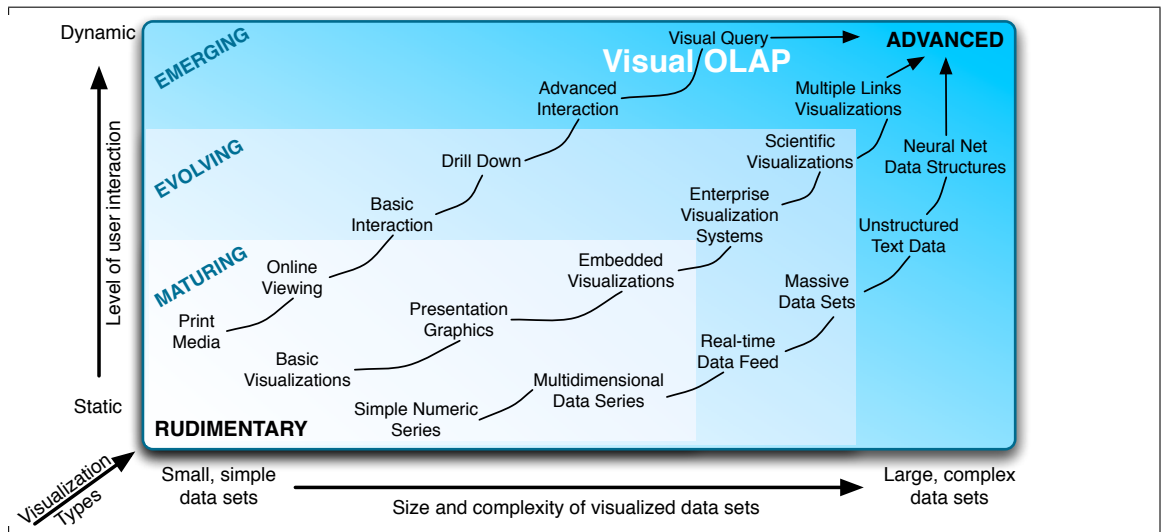 Dynamic
Level of user interaction
Static
EMERGING
EVOLVING
MATURING
RUDIMENTARY
ADVANCED
Visual OLAP
Print
Media
Online
Viewing
Basic
Interaction
Drill Down
Advanced
Interaction
Visual Query
Basic
Visualizations
Presentation
Graphics
Embedded
Visualizations
Enterprise
Visualization
Systems
Scientific
Visualizations
Multiple Links
Visualizations
Simple Numeric
Series
Multidimensional
Data Series
Real-time
Data Feed
Massive
Data Sets
Unstructured
Text Data
Neural Net
Data Structures
Visualization
Types
Small, simple
data sets
Size and complexity of visualized data sets
Large, complex
data sets